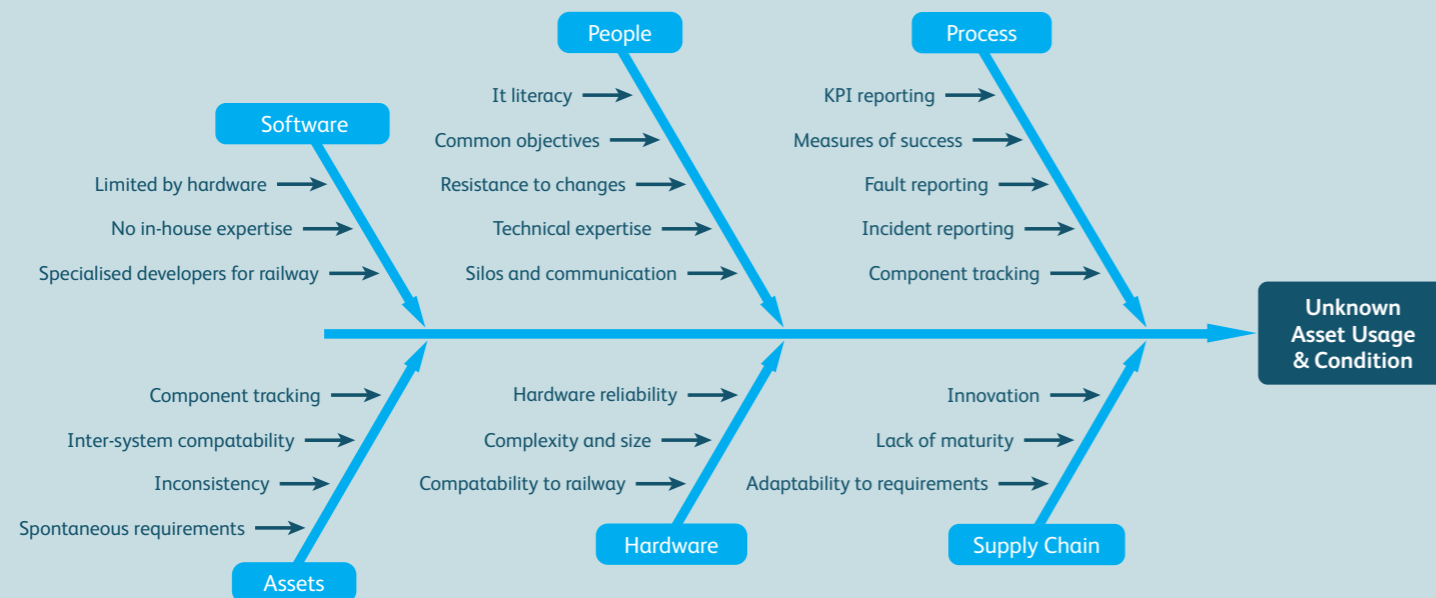 People
Process
It literacy
KPI reporting
Software
Common objectives
Measures of success
Limited by hardware
Resistance to changes
Fault reporting
No in-house expertise
Technical expertise
Incident reporting
Specialised developers for railway
Silos and communication
Component tracking
Unknown
Asset Usage
& Condition
Component tracking
Hardware reliability
Innovation
Inter-system compatability
Complexity and size
Lack of maturity
Inconsistency
Compatability to railway
Adaptability to requirements
Spontaneous requirements
Hardware
Supply Chain
Assets